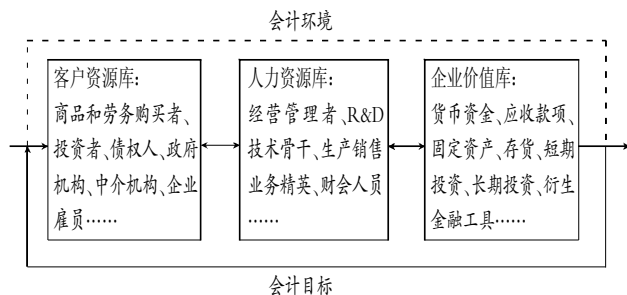 会计环境
客户资源库:
商品和劳务购买者、
投资者、债权人、政府
机构、中介机构、企业
雇员……
人力资源库:
经营管理者、R&D
技术骨干、生产销售
业务精英、财会人员
……
企业价值库:
货币资金、应收款项、
固定资产、存货、短期
投资、长期投资、衍生
金融工具……
会计目标